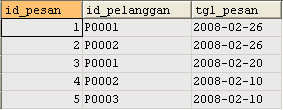 id_pesan id_pelanggan tgl_pesan
1 P0001 2008-02-26
2 P0002 2008-02-26
3 P0001 2008-02-20
4 P0002 2008-02-10
5 P0003 2008-02-10